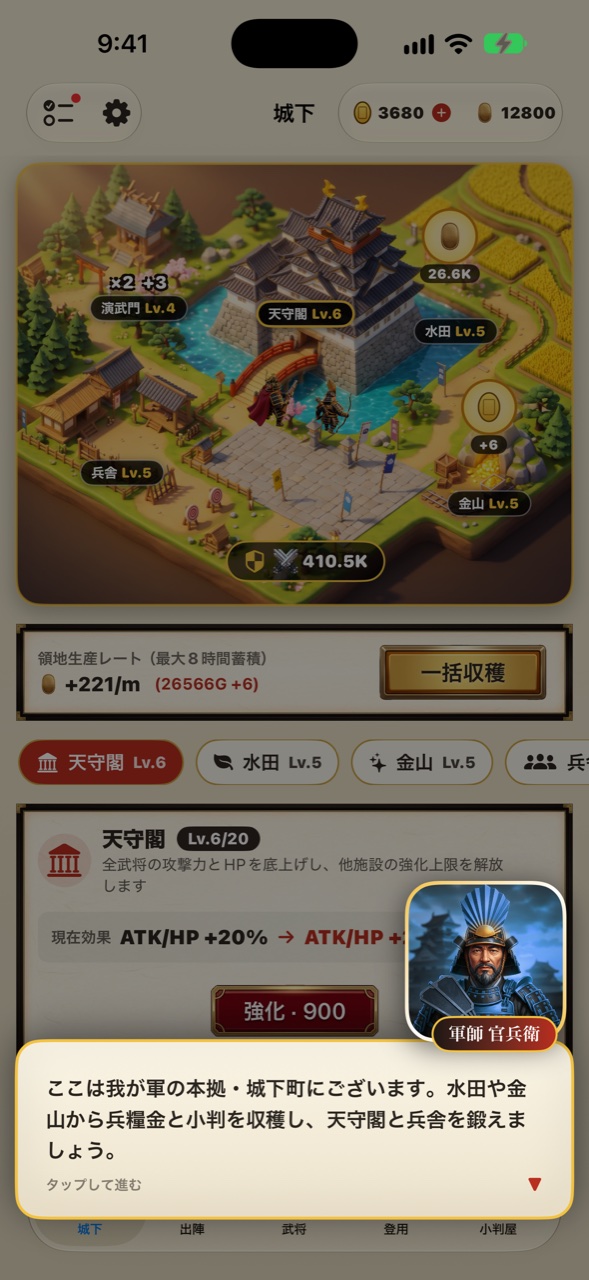 9:41
城下
3680
12800
26.6K
×2 +3
演武門 Lv.4
天守閣 Lv.6
水田 Lv.5
+6
兵舎 Lv.5
金山 Lv.5
410.5K
領地生産レート（最大８時間蓄積）
+221/m (26566G +6)
一括収穫
天守閣 Lv.6
水田 Lv.5
金山 Lv.5
兵
天守閣 Lv.6/20
全武将の攻撃力とHPを底上げし、他施設の強化上限を解放
します
現在効果 ATK/HP +20% → ATK/HP +2
強化 · 900
軍師 官兵衛
ここは我が軍の本拠・城下町にございます。水田や金
山から兵糧金と小判を収穫し、天守閣と兵舎を鍛えま
しょう。
タップして進む
城下
出陣
武将
登用
小判屋